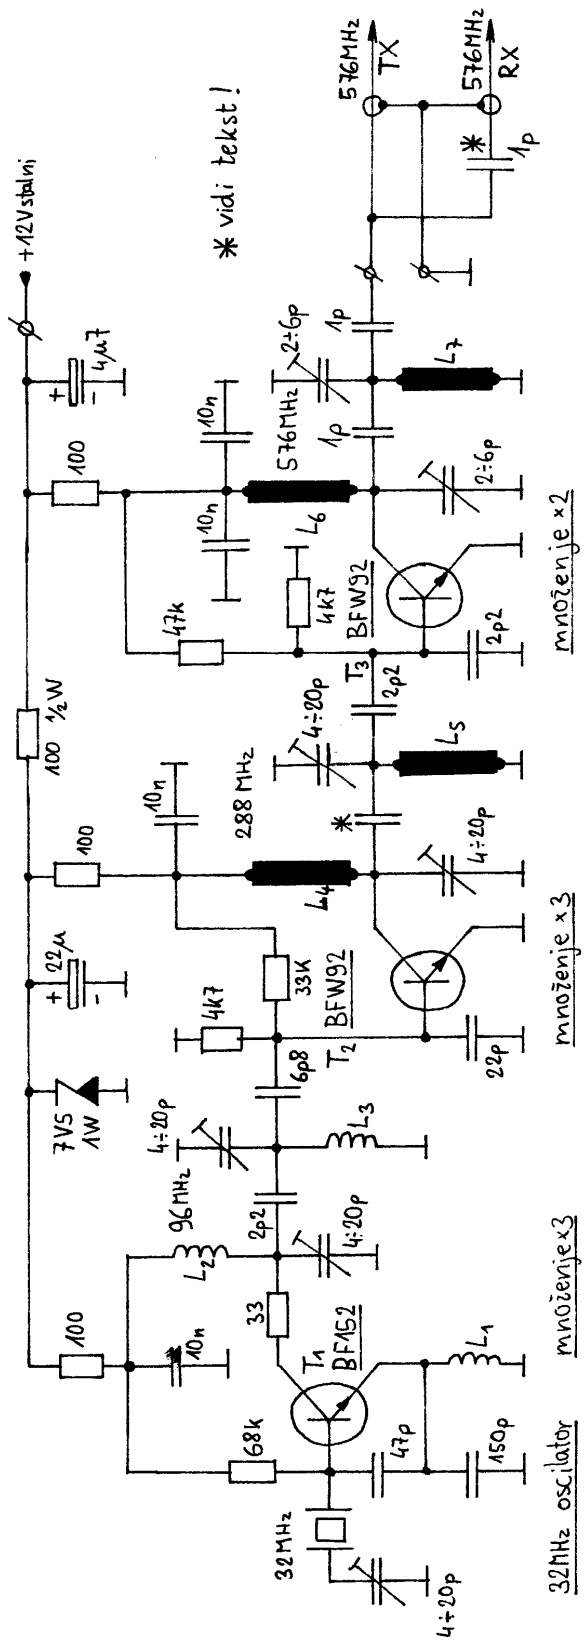 +12Vstalni
100 ½W
7V5
1W
+ 22µ
-
100
100
100
+ 4µ7
-
* vidi tekst!
10n
96MHz
L2
4÷20p
4k7
10n
47k
10n
10n
68k
33
2p2
6p8
33K
288 MHz
L4
4÷20p
4k7
L6
576MHz
2÷6p
32MHz
T1
BF152
4÷20p
L3
T2
BFW92
*
T3
BFW92
2p2
1p
1p
576MHz
TX
47p
4÷20p
150p
L1
22p
4÷20p
L5
2p2
2÷6p
L7
*
1p
576MHz
RX
32MHz oscilator
množenje×3
množenje ×3
množenje ×2